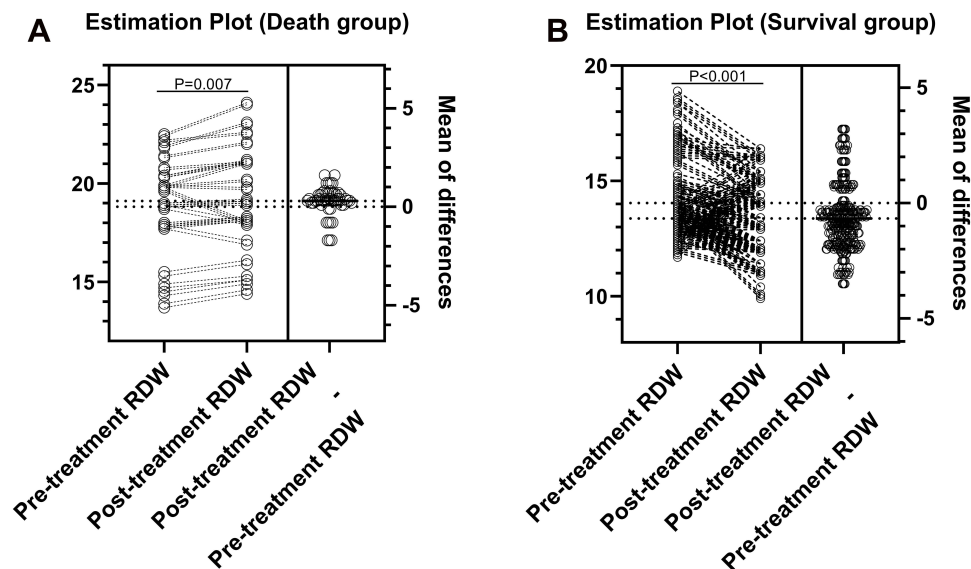 A
Estimation Plot (Death group)
P=0.007
25
20
15
5
0
-5
Mean of differences
Pre-treatment RDW
Post-treatment RDW
Post-treatment RDW
-
Pre-treatment RDW
B
Estimation Plot (Survival group)
P<0.001
20
15
10
5
0
-5
Mean of differences
Pre-treatment RDW
Post-treatment RDW
Post-treatment RDW
-
Pre-treatment RDW